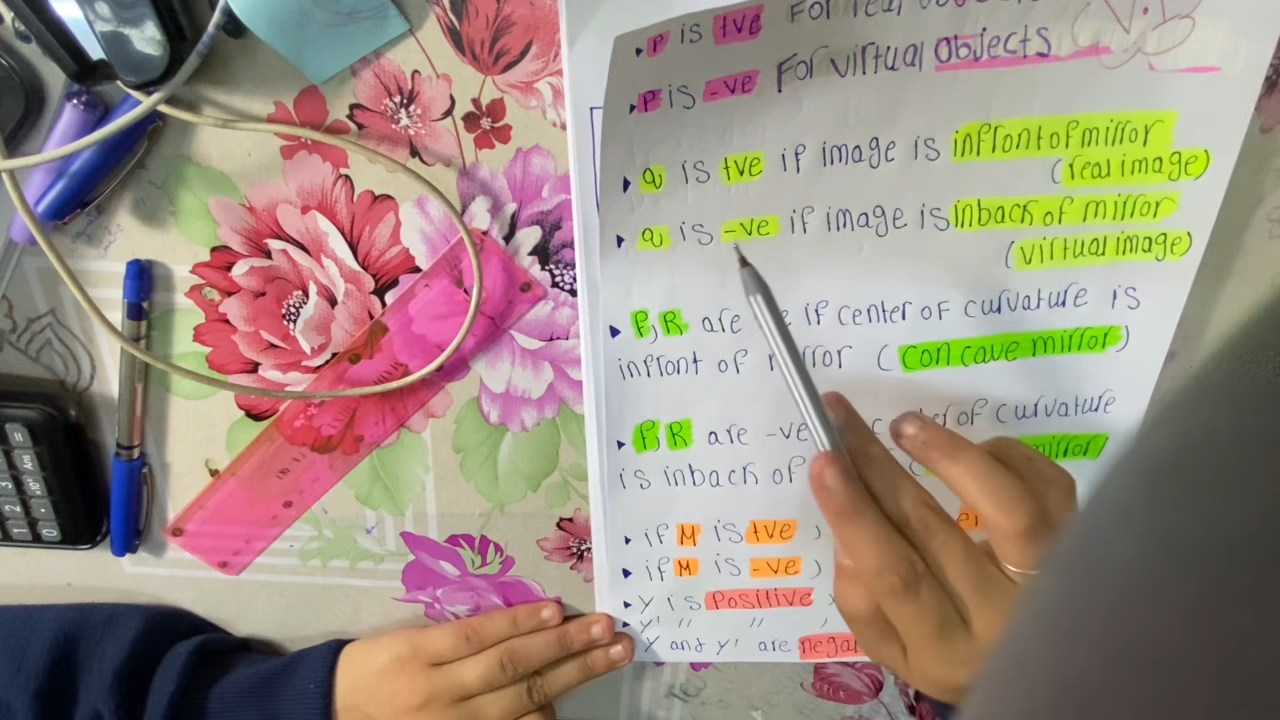 P is +ve For real
P is -ve For virtual objects
q is +ve if image is infront of mirror
(real image)
q is -ve if image is inback of mirror
(virtual image)
F, R are if center of curvature is
infront of mirror (concave mirror)
F, R are -ve center of curvature
is inback of mirror
if M is +ve
if M is -ve
y is Positive
y' " "
y and y' are
= Ans